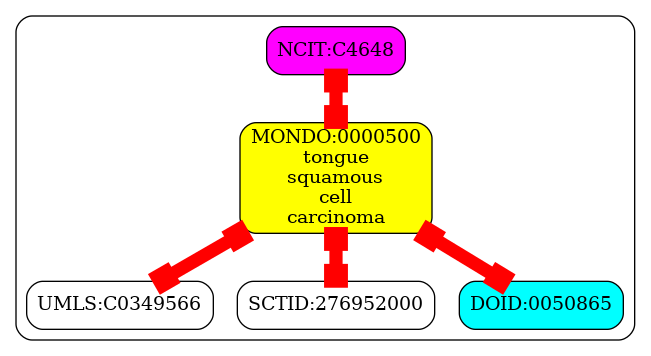 NCIT:C4648
MONDO:0000500
tongue
squamous
cell
carcinoma
UMLS:C0349566
SCTID:276952000
DOID:0050865